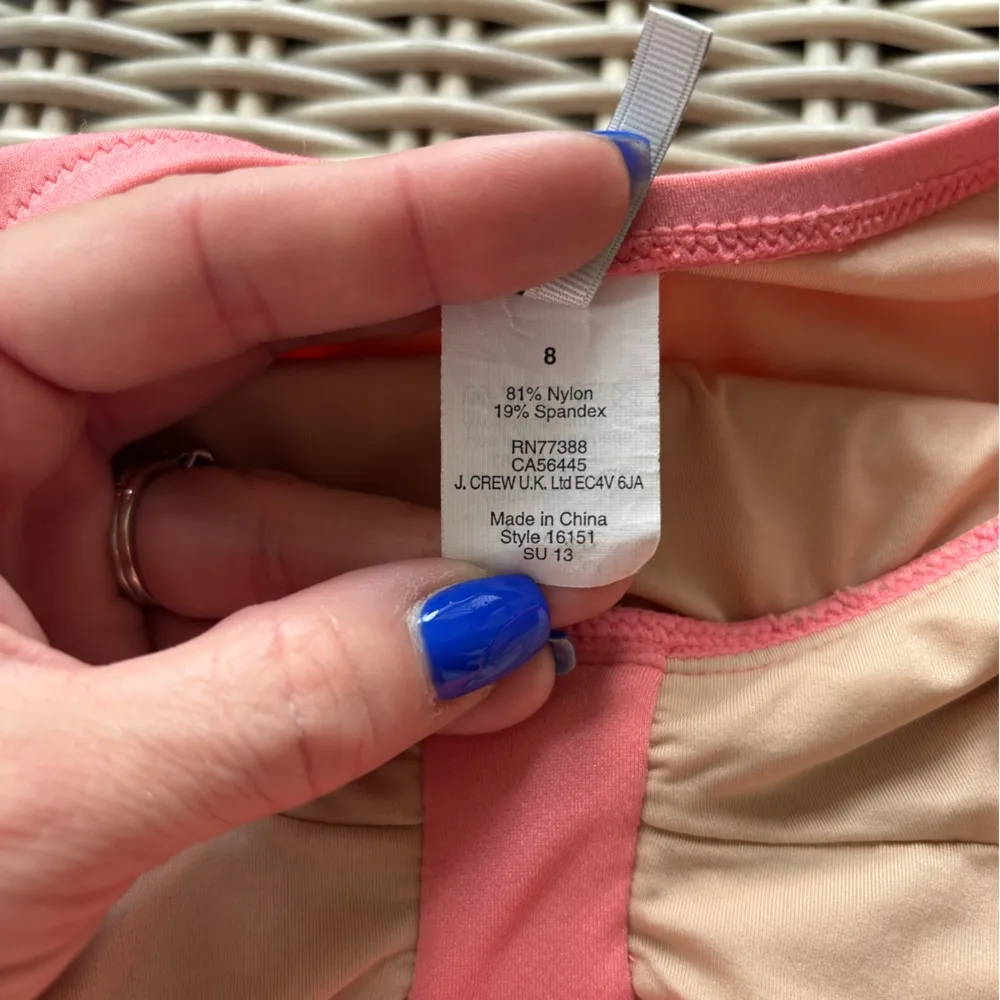 8
81% Nylon
19% Spandex
RN77388
CA56445
J. CREW U.K. Ltd EC4V 6JA
Made in China
Style 16151
SU 13